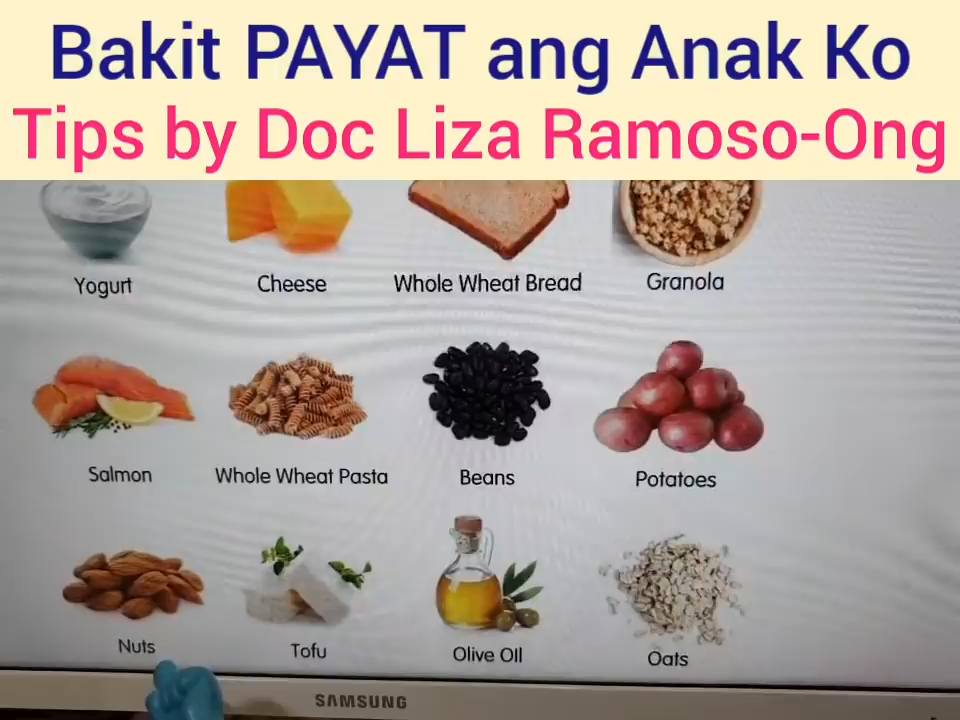 Bakit PAYAT ang Anak Ko
Tips by Doc Liza Ramoso-Ong
Yogurt
Cheese
Whole Wheat Bread
Granola
Salmon
Whole Wheat Pasta
Beans
Potatoes
Nuts
Tofu
Olive OIl
Oats
SAMSUNG